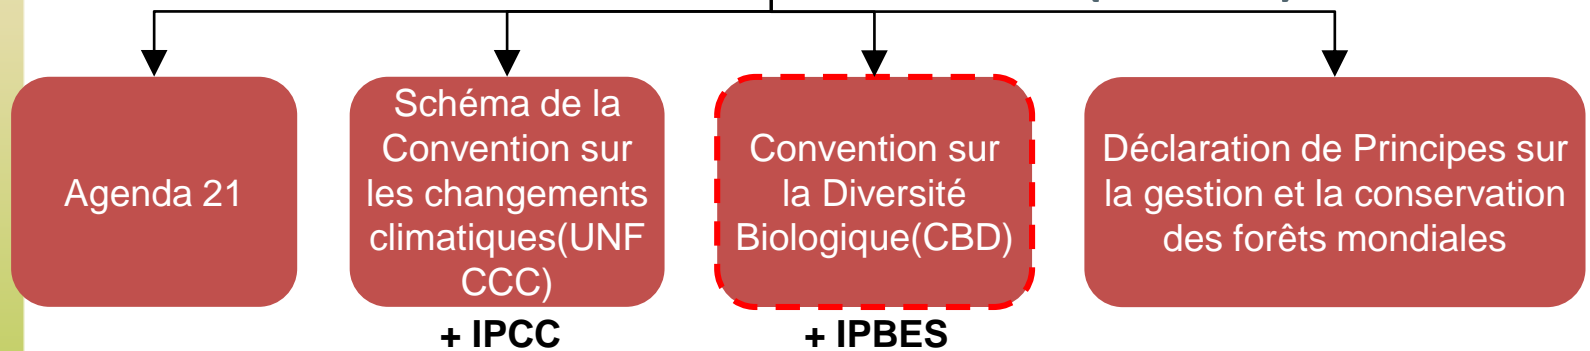 Agenda 21
Schéma de la
Convention sur
les changements
climatiques(UNF
CCC)
+ IPCC
Convention sur
la Diversité
Biologique(CBD)
+ IPBES
Déclaration de Principes sur
la gestion et la conservation
des forêts mondiales